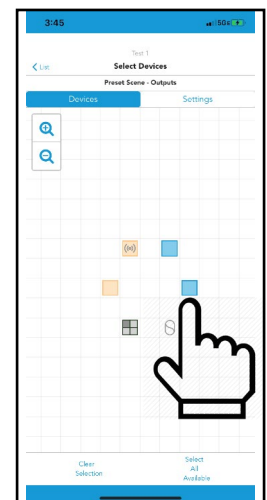 3:45
5G
Test 1
List
Select Devices
Preset Scene - Outputs
Devices Settings
Clear
Selection
Select
All
Available